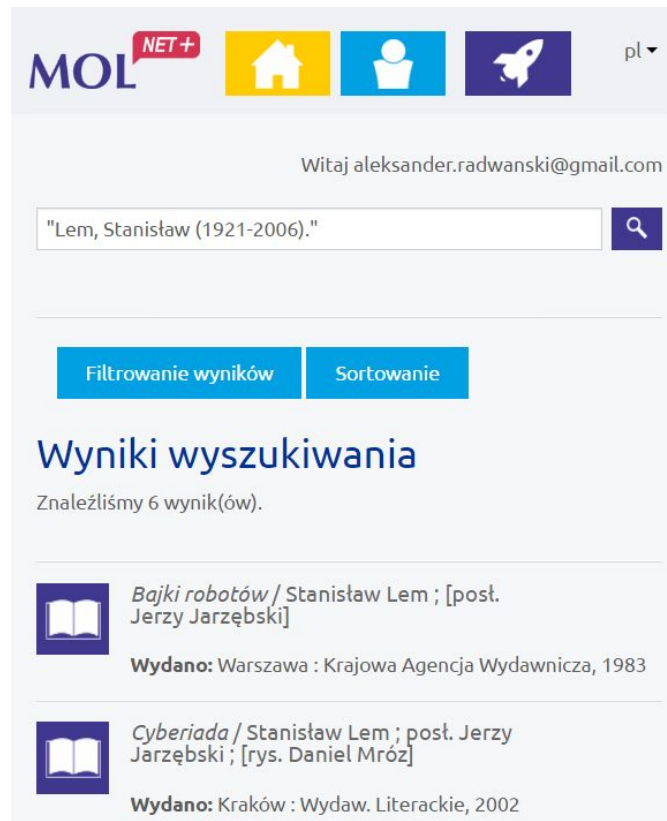 MOL NET+
pl
Witaj aleksander.radwanski@gmail.com
"Lem, Stanisław (1921-2006)."
Filtrowanie wyników
Sortowanie
Wyniki wyszukiwania
Znaleźliśmy 6 wynik(ów).
Bajki robotów / Stanisław Lem ; [posł.
Jerzy Jarzębski]
Wydano: Warszawa : Krajowa Agencja Wydawnicza, 1983
Cyberiada / Stanisław Lem ; posł. Jerzy
Jarzębski ; [rys. Daniel Mróz]
Wydano: Kraków : Wydaw. Literackie, 2002